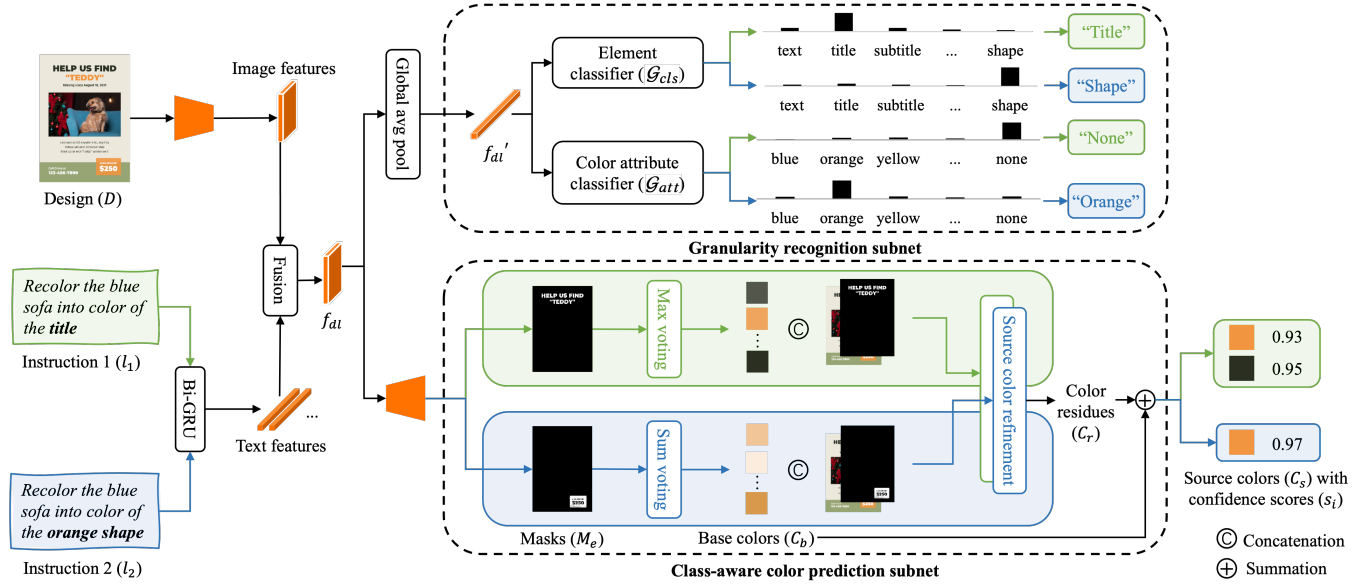 HELP US FIND
"TEDDY"
$250
Design (D)
Image features
Recolor the blue
sofa into color of
the title
Instruction 1 (l₁)
Recolor the blue
sofa into color of
the orange shape
Instruction 2 (l₂)
Bi-GRU
Text features
...
Fusion
f_dl
Global avg pool
f_dl'
Element
classifier (𝒢_cls)
Color attribute
classifier (𝒢_att)
text title subtitle ... shape
"Title"
text title subtitle ... shape
"Shape"
blue orange yellow ... none
"None"
blue orange yellow ... none
"Orange"
Granularity recognition subnet
HELP US FIND
"TEDDY"
Max voting
©
HELP US FIND
"TEDDY"
$250
Sum voting
©
$250
Source color refinement
Masks (M_e)
Base colors (C_b)
Color
residues
(C_r)
Class-aware color prediction subnet
0.93
0.95
0.97
Source colors (C_s) with
confidence scores (s_i)
© Concatenation
⊕ Summation